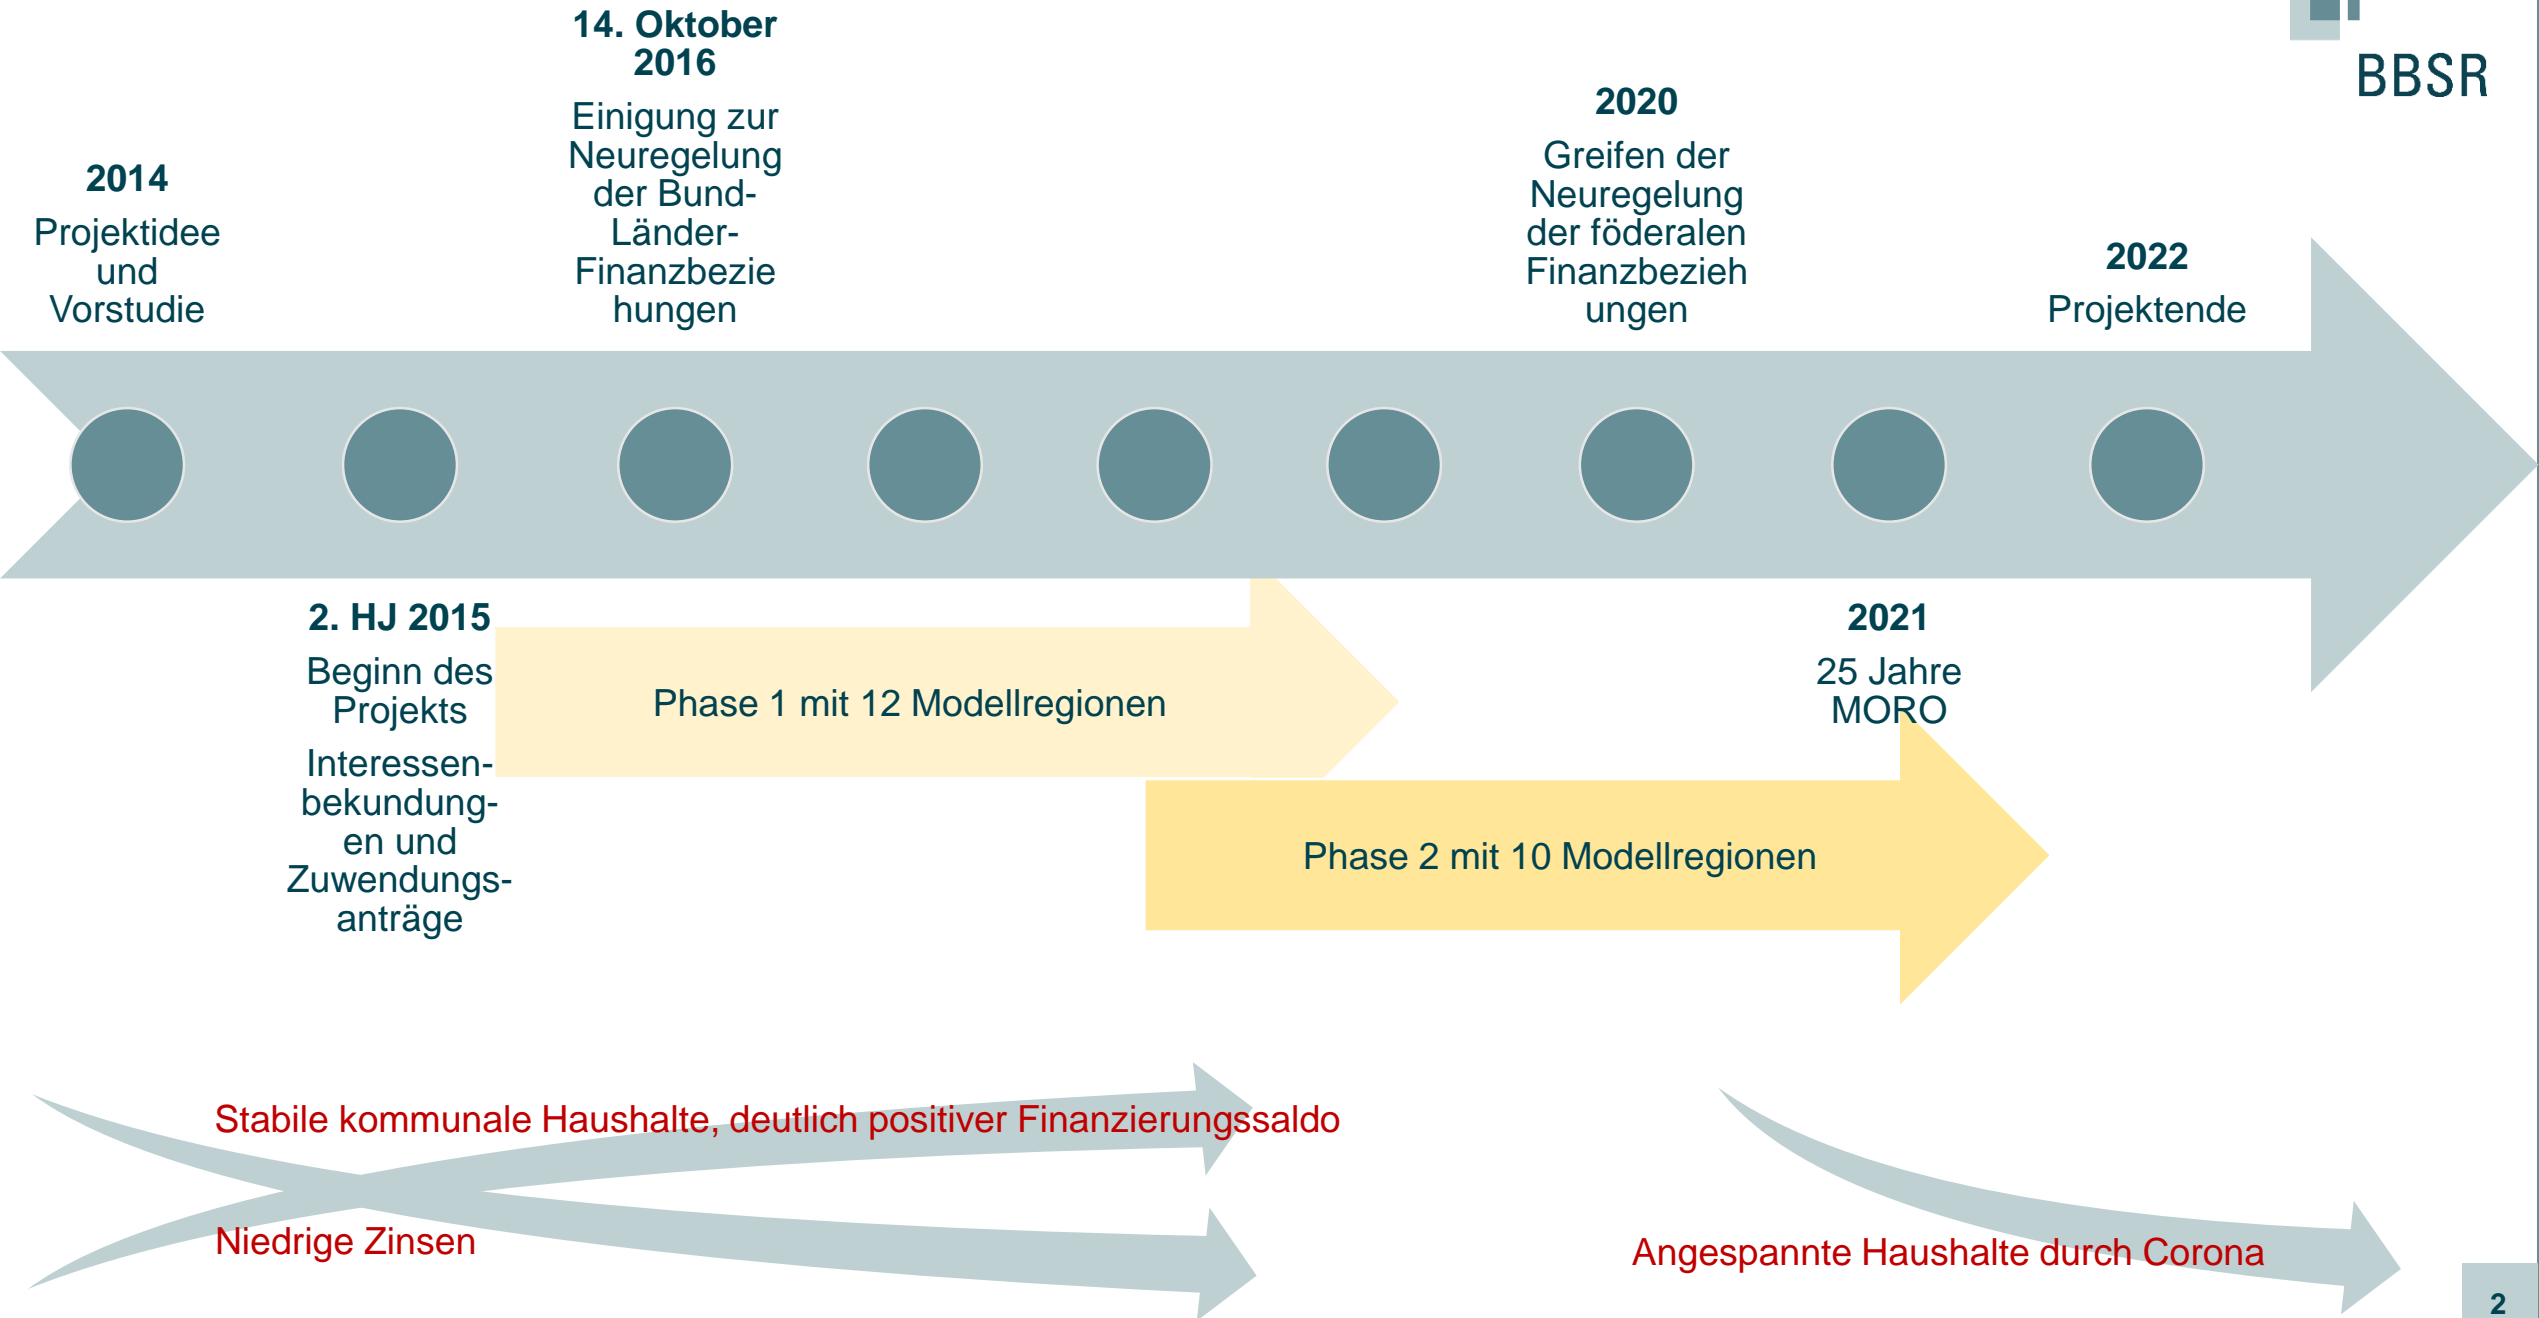 BBSR
2014
Projektidee
und
Vorstudie
14. Oktober
2016
Einigung zur
Neuregelung
der Bund-
Länder-
Finanzbezie
hungen
2020
Greifen der
Neuregelung
der föderalen
Finanzbezieh
ungen
2022
Projektende
2. HJ 2015
Beginn des
Projekts
Interessen-
bekundung-
en und
Zuwendungs-
anträge
Phase 1 mit 12 Modellregionen
2021
25 Jahre
MORO
Phase 2 mit 10 Modellregionen
Stabile kommunale Haushalte, deutlich positiver Finanzierungssaldo
Niedrige Zinsen
Angespannte Haushalte durch Corona
2